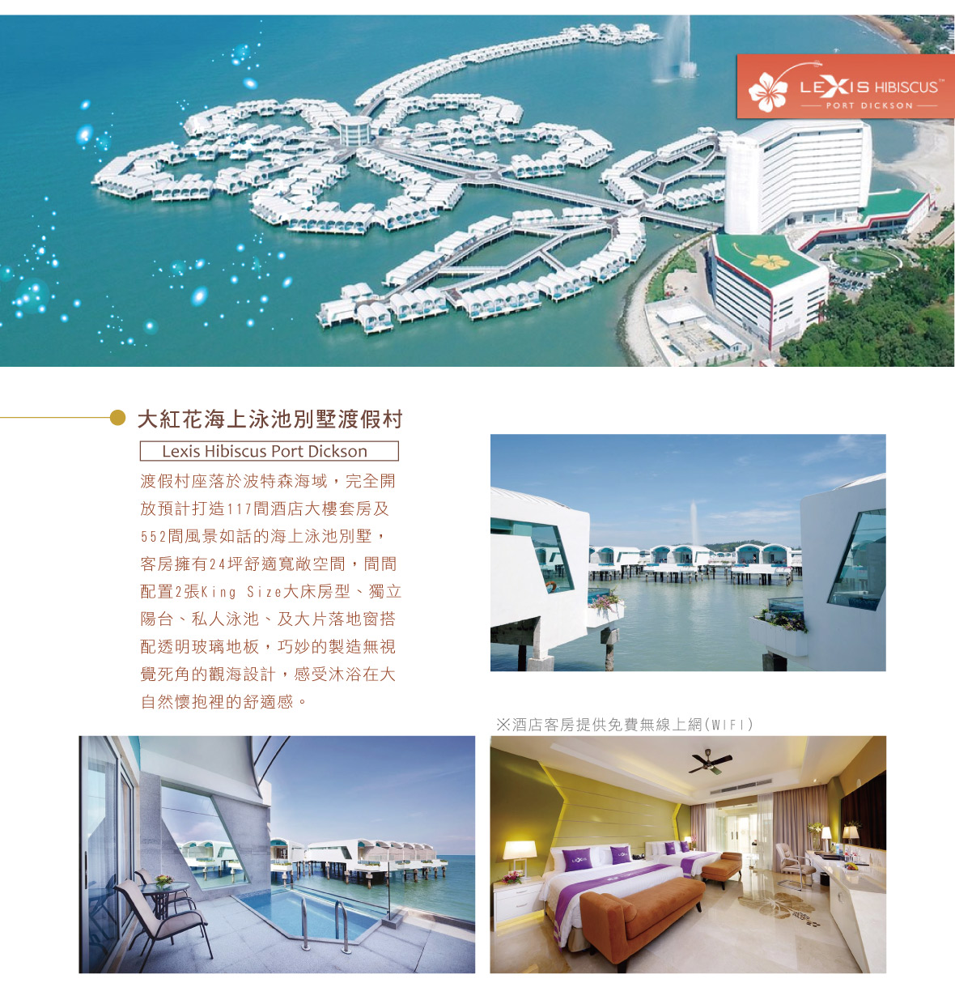 LEXIS HIBISCUS™
PORT DICKSON
大紅花海上泳池別墅渡假村
Lexis Hibiscus Port Dickson
渡假村座落於波特森海域，完全開
放預計打造117間酒店大樓套房及
552間風景如話的海上泳池別墅，
客房擁有24坪舒適寬敞空間，間間
配置2張King Size大床房型、獨立
陽台、私人泳池、及大片落地窗搭
配透明玻璃地板，巧妙的製造無視
覺死角的觀海設計，感受沐浴在大
自然懷抱裡的舒適感。
※酒店客房提供免費無線上網(WIFI)
LEXIS
LEXIS